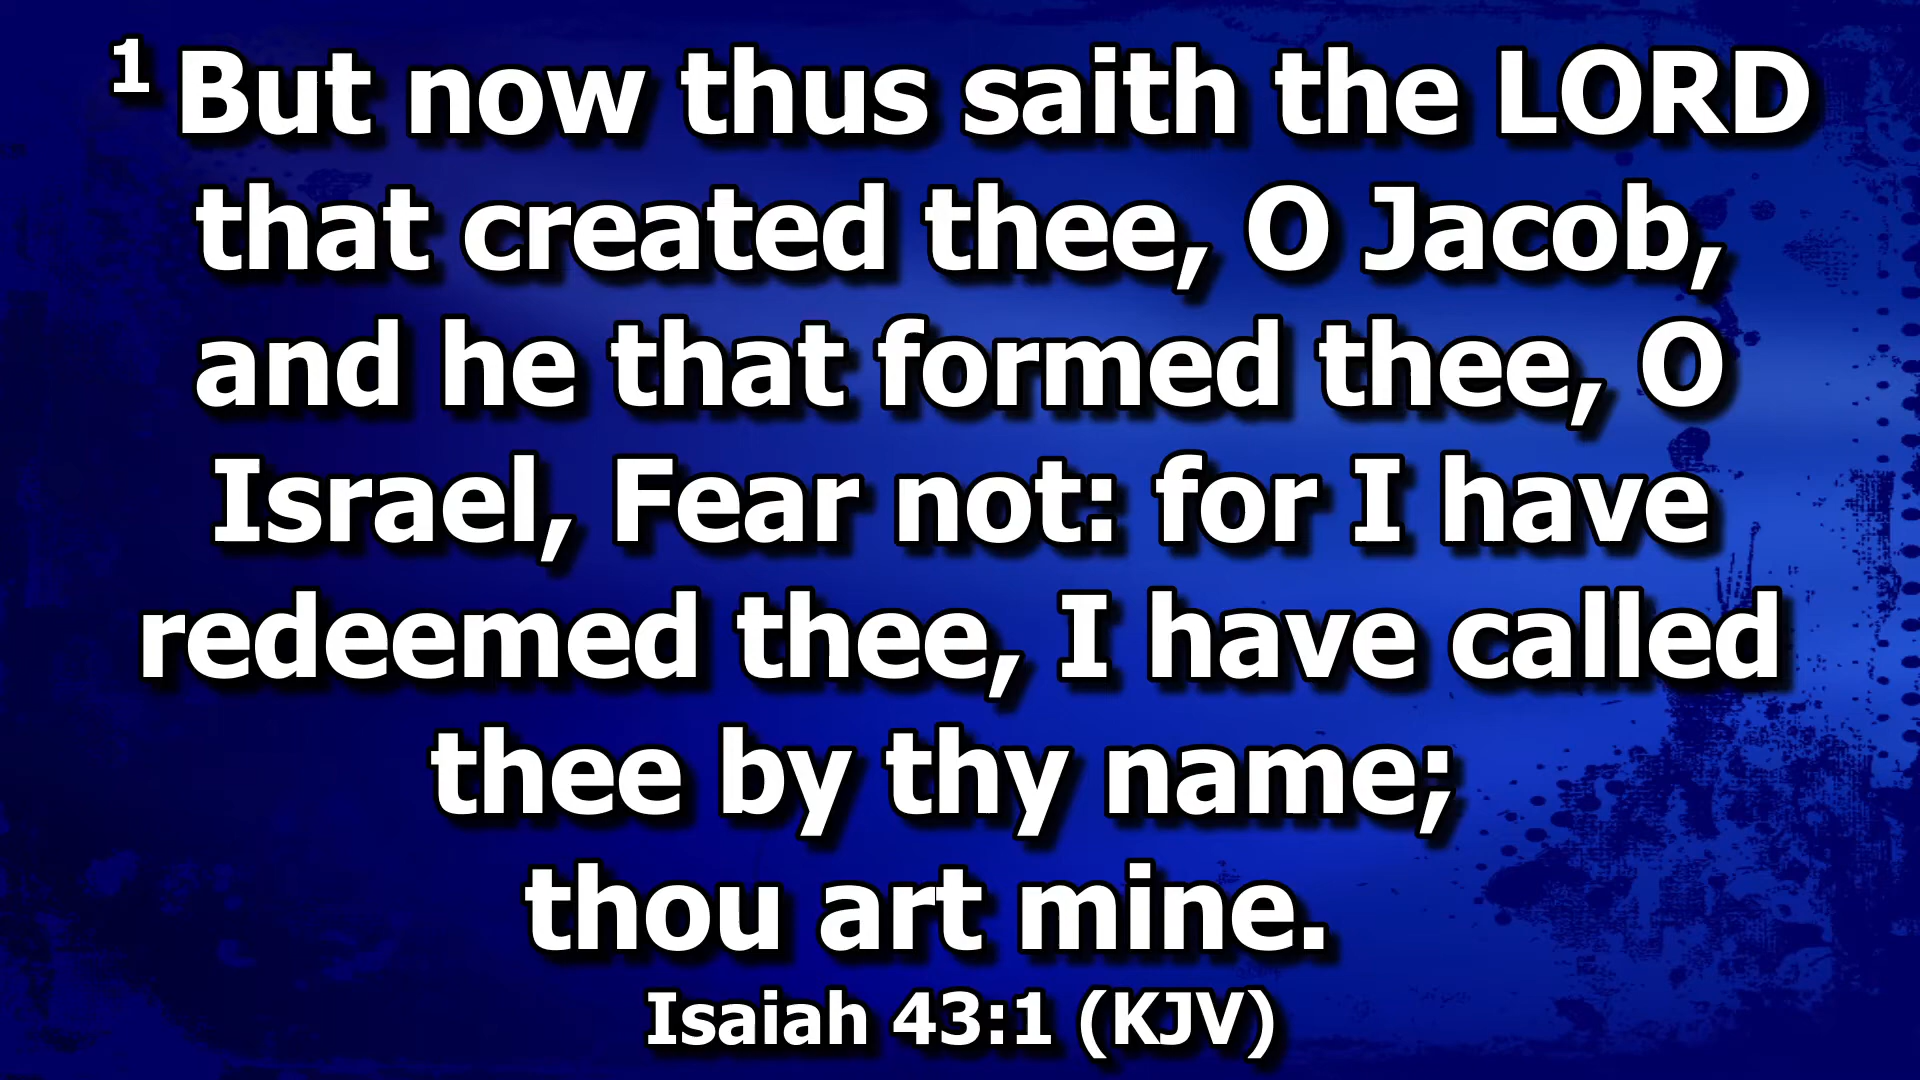 1 But now thus saith the LORD
that created thee, O Jacob,
and he that formed thee, O
Israel, Fear not: for I have
redeemed thee, I have called
thee by thy name;
thou art mine.
Isaiah 43:1 (KJV)